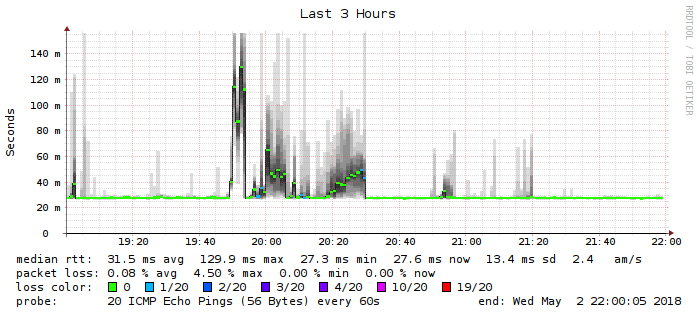 Last 3 Hours
RRDTOOL / TOBI OETIKER
Seconds
140 m
120 m
100 m
80 m
60 m
40 m
20 m
0
19:20 19:40 20:00 20:20 20:40 21:00 21:20 21:40 22:00
median rtt: 31.5 ms avg 129.9 ms max 27.3 ms min 27.6 ms now 13.4 ms sd 2.4 am/s
packet loss: 0.08 % avg 4.50 % max 0.00 % min 0.00 % now
loss color: 0 1/20 2/20 3/20 4/20 10/20 19/20
probe: 20 ICMP Echo Pings (56 Bytes) every 60s end: Wed May 2 22:00:05 2018